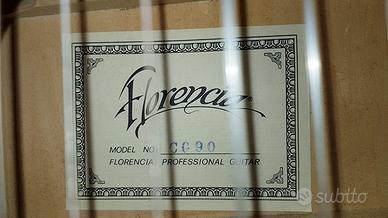 Florencia
MODEL NO. CG90
FLORENCIA PROFESSIONAL GUITAR
subito